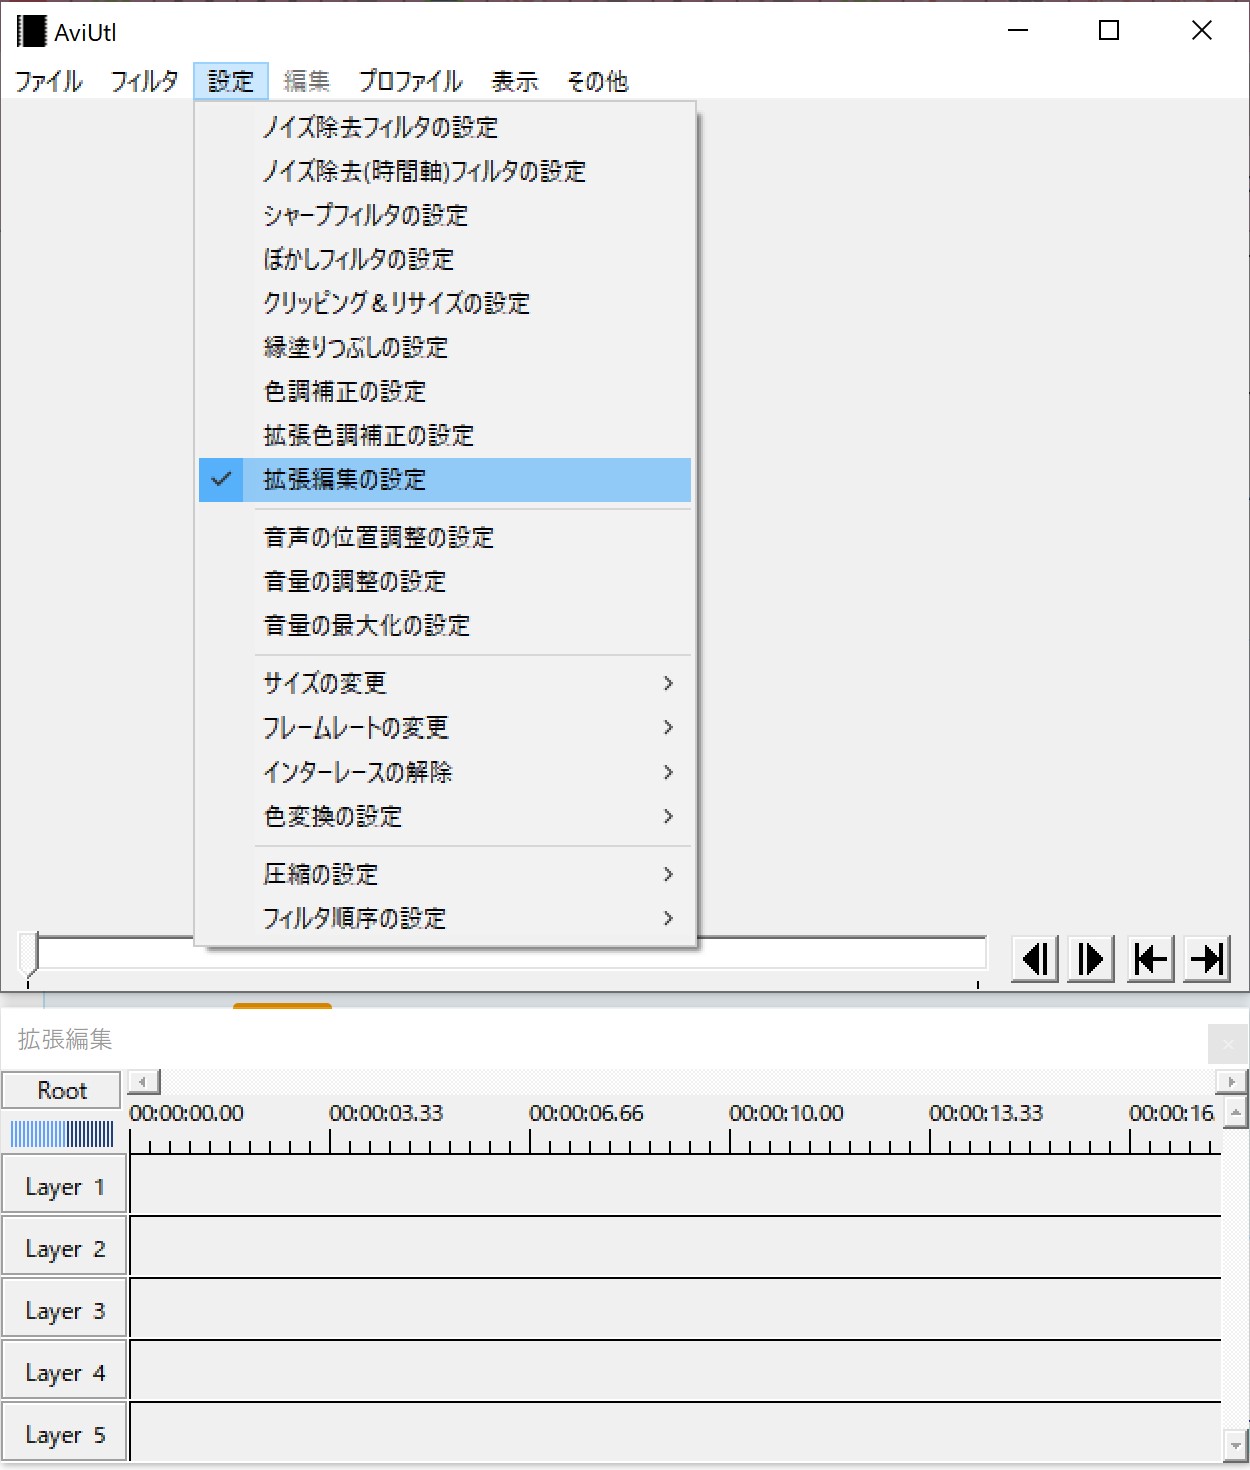 AviUtl
ファイル フィルタ 設定 編集 プロファイル 表示 その他
ノイズ除去フィルタの設定
ノイズ除去(時間軸)フィルタの設定
シャープフィルタの設定
ぼかしフィルタの設定
クリッピング＆リサイズの設定
縁塗りつぶしの設定
色調補正の設定
拡張色調補正の設定
拡張編集の設定
音声の位置調整の設定
音量の調整の設定
音量の最大化の設定
サイズの変更
フレームレートの変更
インターレースの解除
色変換の設定
圧縮の設定
フィルタ順序の設定
拡張編集
Root
00:00:00.00 00:00:03.33 00:00:06.66 00:00:10.00 00:00:13.33 00:00:16.
Layer 1
Layer 2
Layer 3
Layer 4
Layer 5